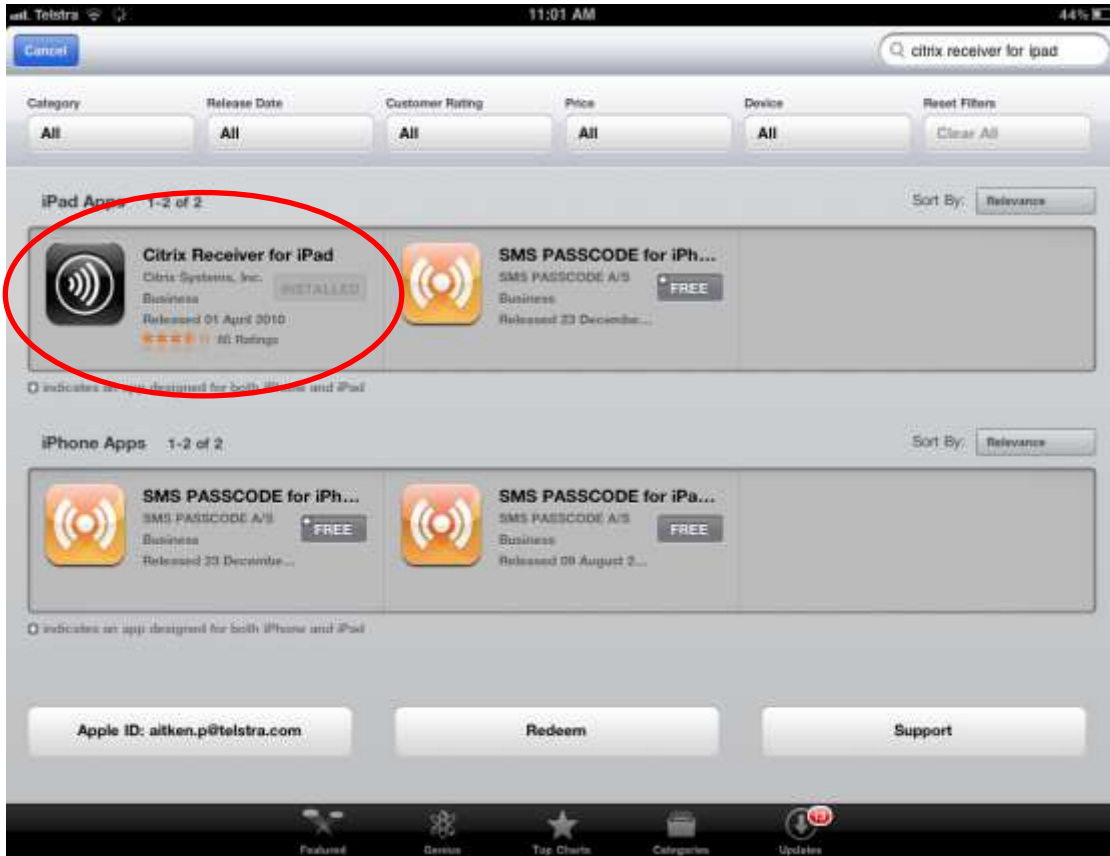 Telstra 11:01 AM 44%
Cancel citrix receiver for ipad
Category Release Date Customer Rating Price Device Reset Filters
All All All All All Clear All
iPad Apps 1-2 of 2 Sort By: Relevance
Citrix Receiver for iPad
Citrix Systems, Inc.
INSTALLED
Business
Released 01 April 2010
Ratings
SMS PASSCODE for iPh...
SMS PASSCODE A/S
FREE
Business
Released 23 Decembe...
indicates an app designed for both iPhone and iPad
iPhone Apps 1-2 of 2 Sort By: Relevance
SMS PASSCODE for iPh...
SMS PASSCODE A/S
FREE
Business
Released 23 Decembe...
SMS PASSCODE for iPa...
SMS PASSCODE A/S
FREE
Business
Released 09 August 2...
indicates an app designed for both iPhone and iPad
Apple ID: aitken.p@telstra.com Redeem Support
Featured Genius Top Charts Categories Updates